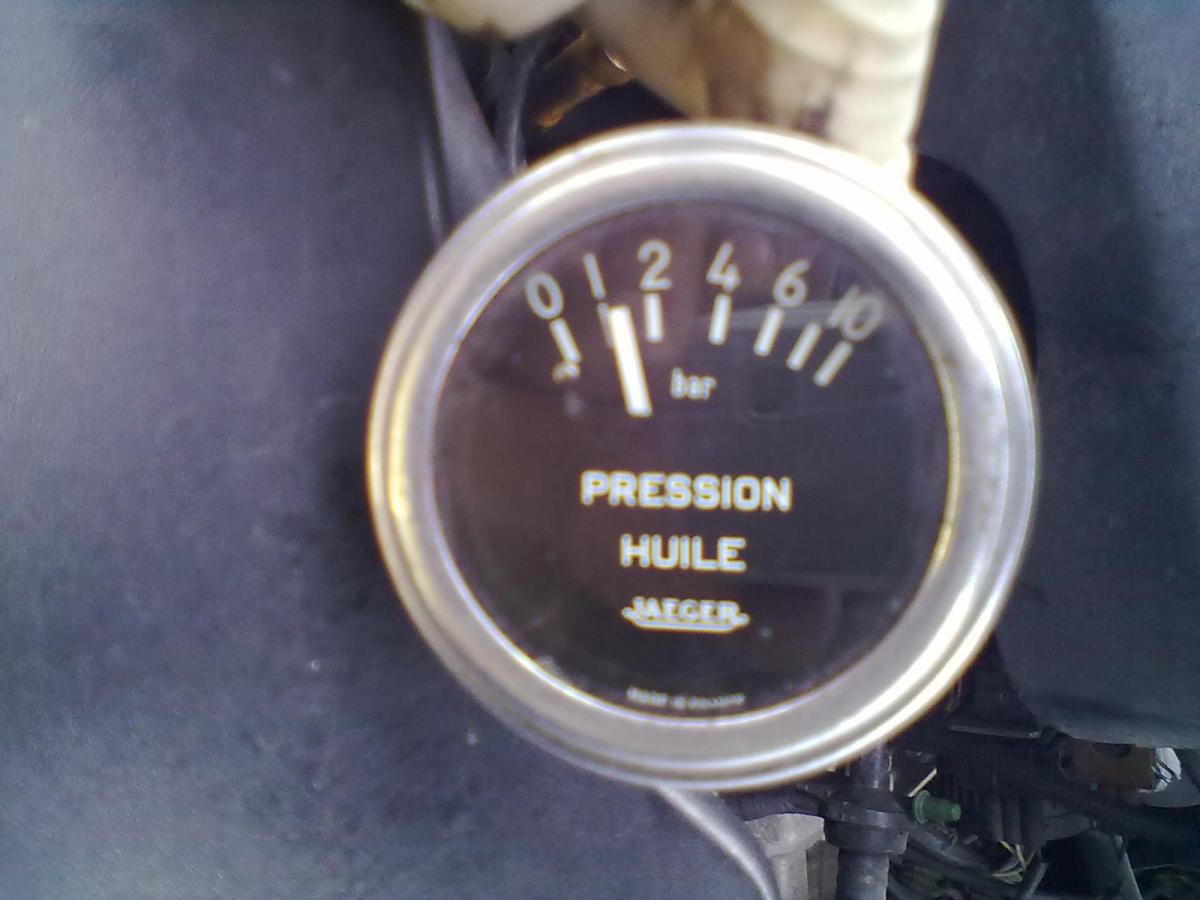 0 1 2 4 6 10
bar
PRESSION
HUILE
JAEGER